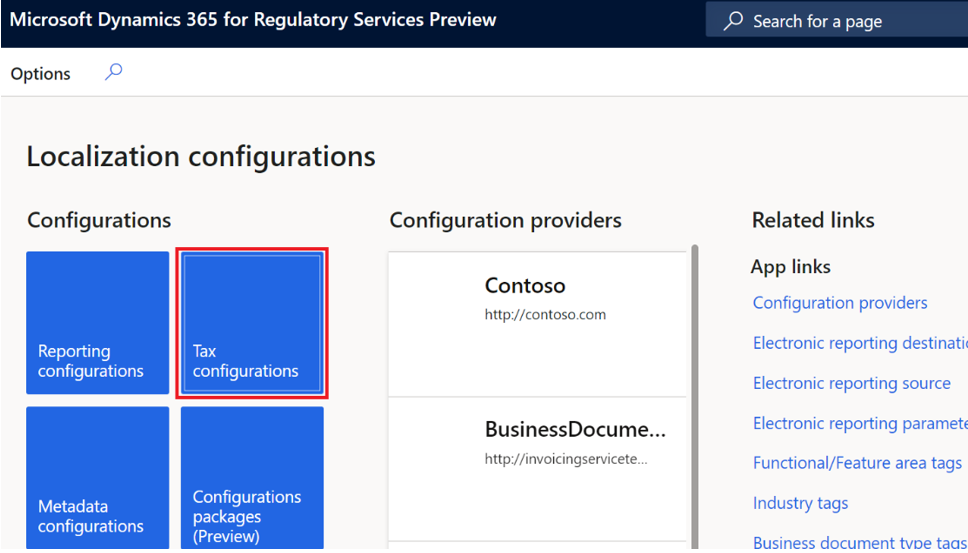 Microsoft Dynamics 365 for Regulatory Services Preview
Search for a page
Options
Localization configurations
Configurations
Reporting
configurations
Tax
configurations
Metadata
configurations
Configurations
packages
(Preview)
Configuration providers
Contoso
http://contoso.com
BusinessDocume...
http://invoicingservicete...
Related links
App links
Configuration providers
Electronic reporting destinatio
Electronic reporting source
Electronic reporting paramete
Functional/Feature area tags
Industry tags
Business document type tags